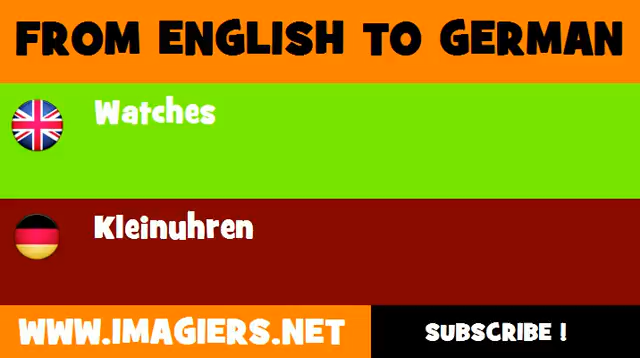 FROM ENGLISH TO GERMAN
Watches
Kleinuhren
WWW.IMAGIERS.NET
SUBSCRIBE !